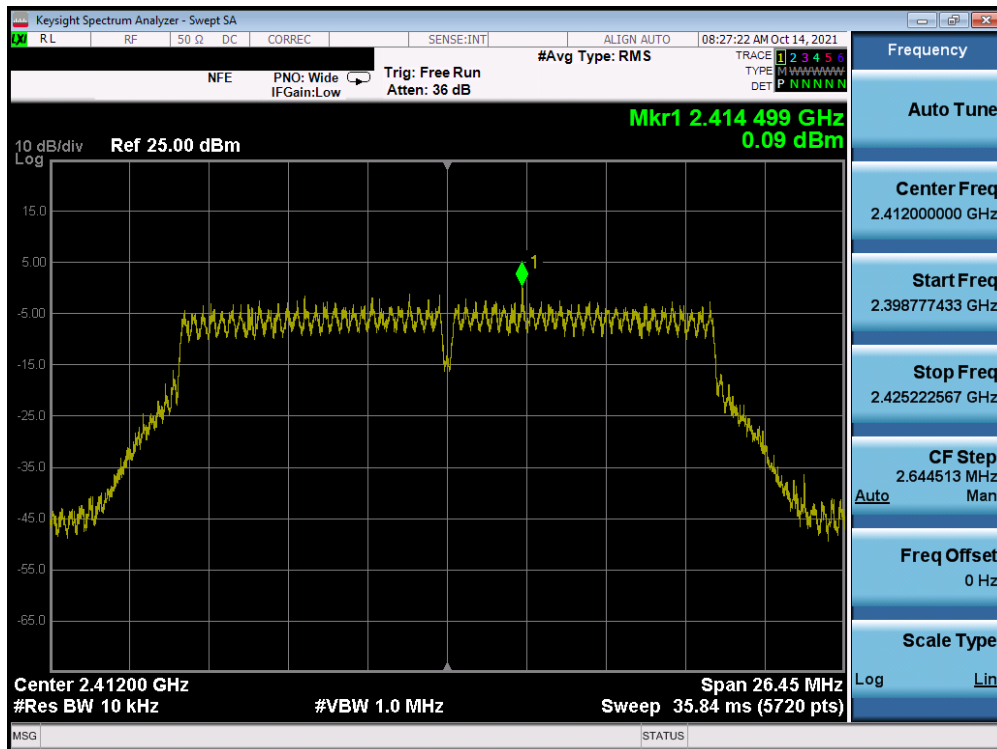 Keysight Spectrum Analyzer - Swept SA
LXI RL RF 50 Ω DC CORREC SENSE:INT ALIGN AUTO 08:27:22 AM Oct 14, 2021
NFE PNO: Wide Trig: Free Run #Avg Type: RMS TRACE 1 2 3 4 5 6
IFGain:Low Atten: 36 dB TYPE M W W W W W
DET P N N N N N
Frequency
Mkr1 2.414 499 GHz
0.09 dBm
10 dB/div Ref 25.00 dBm
Log
15.0
5.00
-5.00
-15.0
-25.0
-35.0
-45.0
-55.0
-65.0
1
Center 2.41200 GHz Span 26.45 MHz
#Res BW 10 kHz #VBW 1.0 MHz Sweep 35.84 ms (5720 pts)
MSG STATUS
Auto Tune
Center Freq
2.412000000 GHz
Start Freq
2.398777433 GHz
Stop Freq
2.425222567 GHz
CF Step
2.644513 MHz
Auto Man
Freq Offset
0 Hz
Scale Type
Log Lin